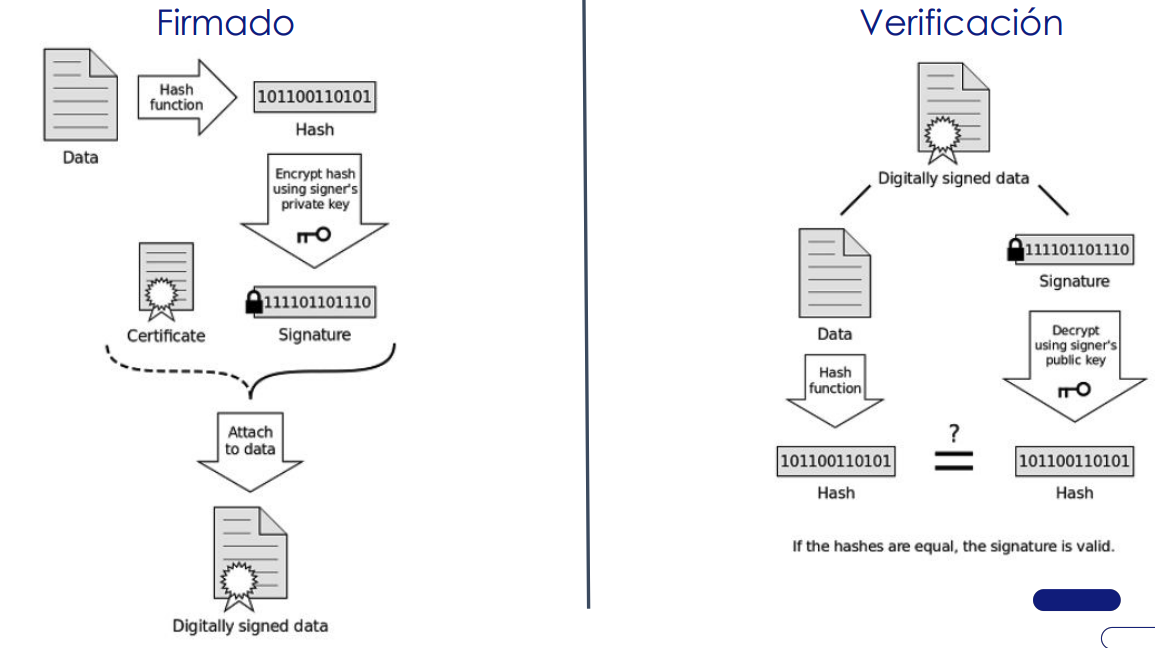 Firmado
Hash
function
101100110101
Hash
Data
Encrypt hash
using signer's
private key
111101101110
Certificate
Signature
Attach
to data
Digitally signed data
Verificación
Digitally signed data
111101101110
Signature
Data
Decrypt
using signer's
public key
Hash
function
?
101100110101
101100110101
Hash
Hash
If the hashes are equal, the signature is valid.